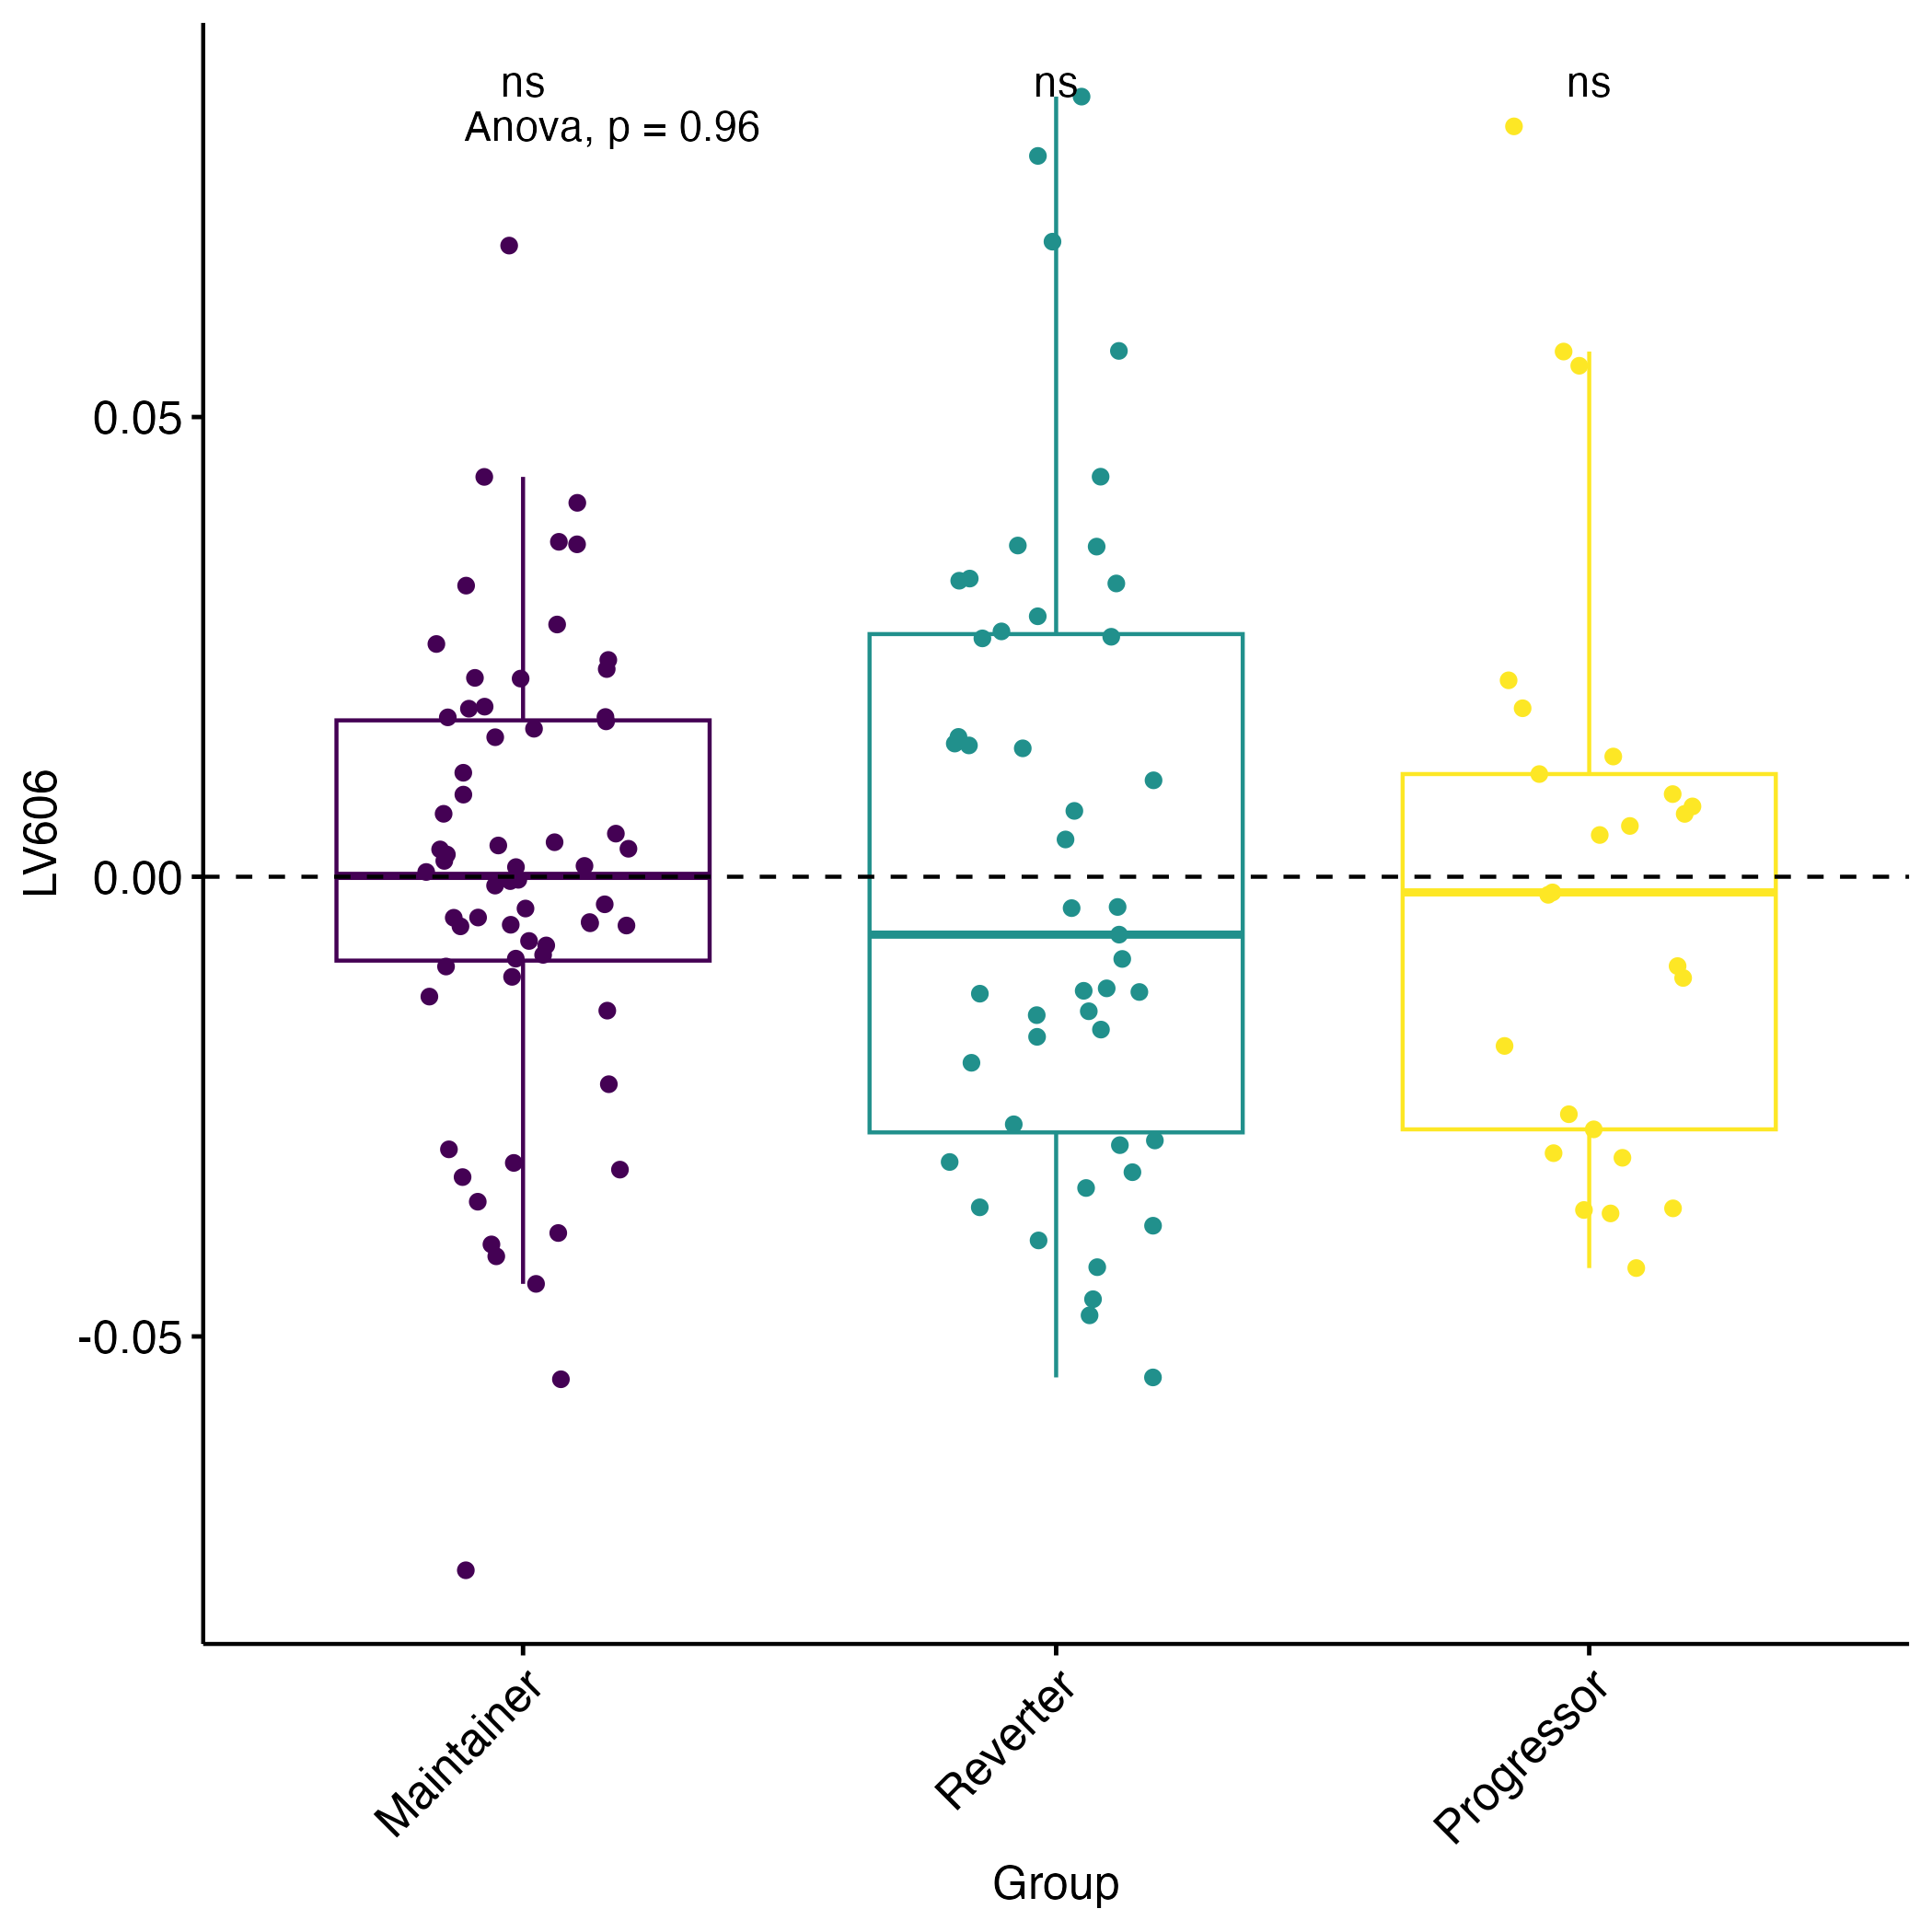 ns ns ns
Anova, p = 0.96
0.05
0.00
-0.05
LV606
Maintainer
Reverter
Progressor
Group